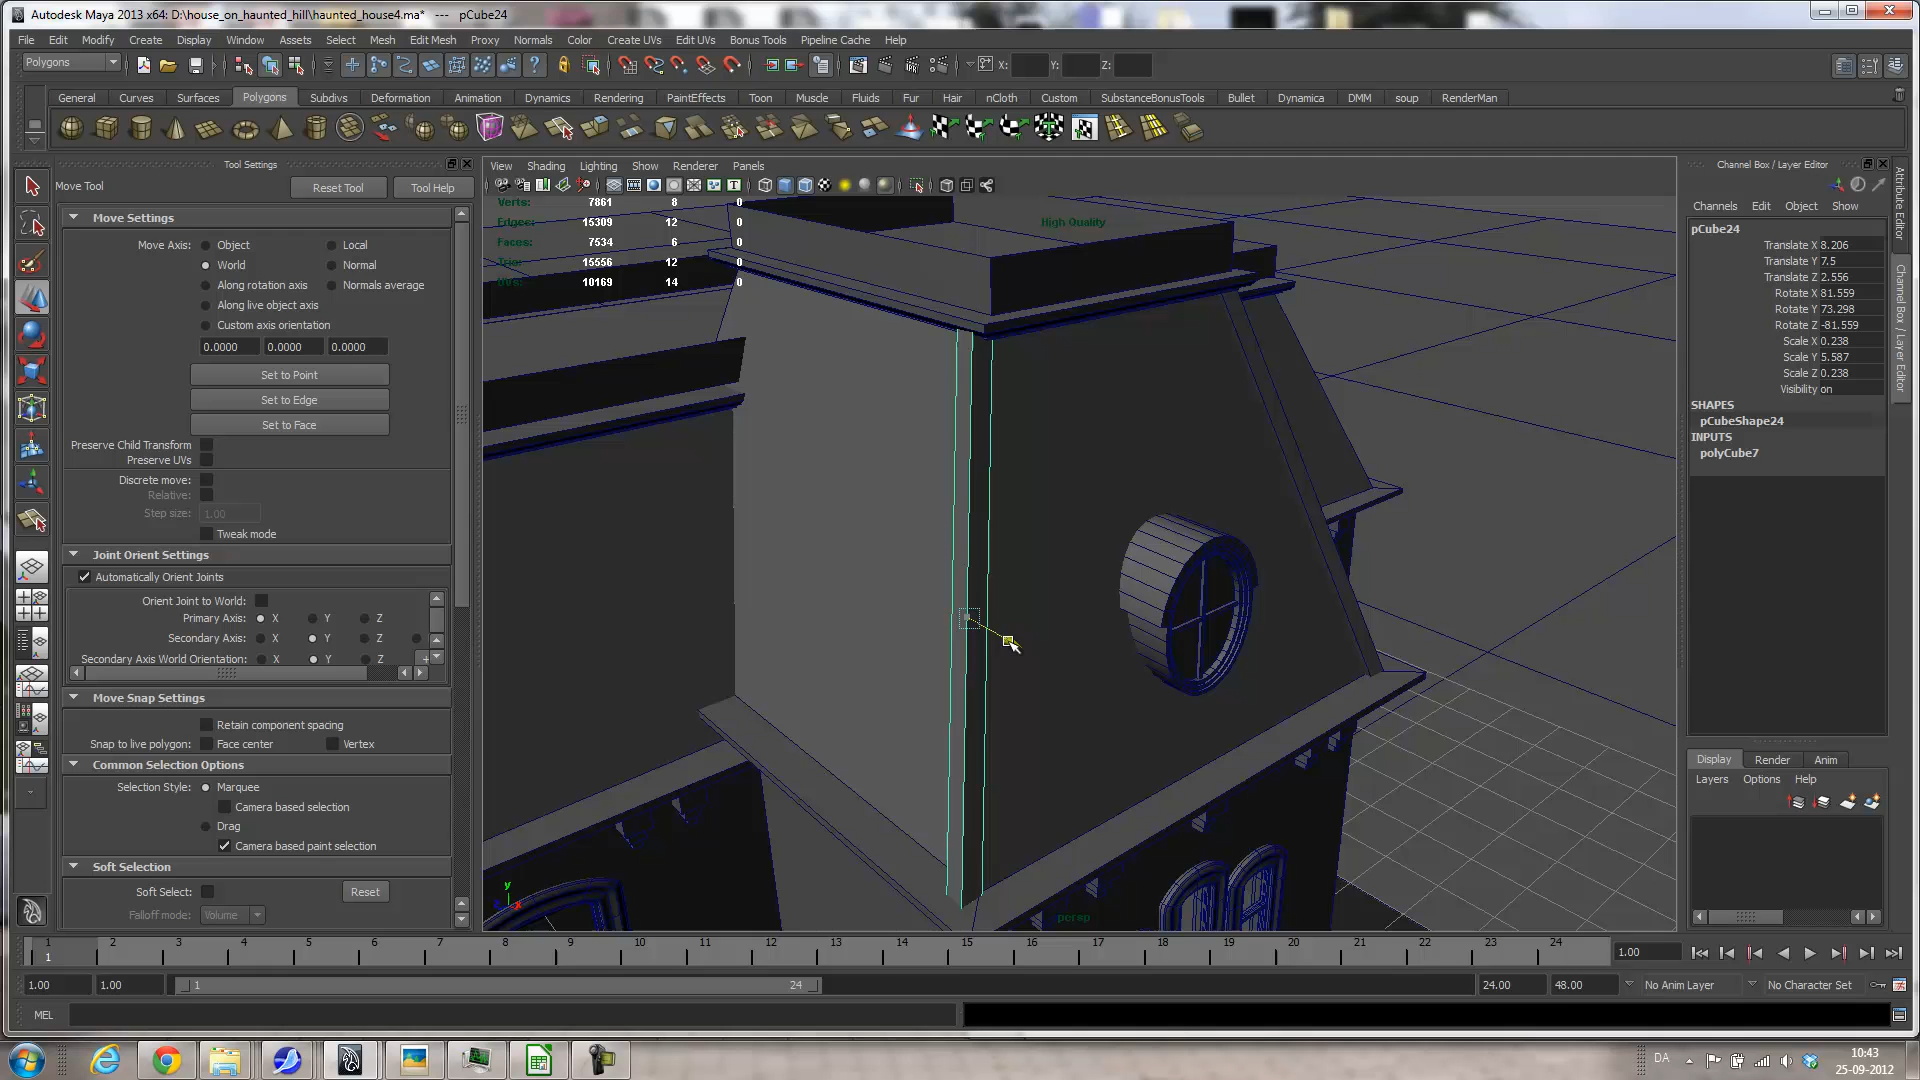 Autodesk Maya 2013 x64: D:\house_on_haunted_hill\haunted_house4.ma* --- pCube24
File Edit Modify Create Display Window Assets Select Mesh Edit Mesh Proxy Normals Color Create UVs Edit UVs Bonus Tools Pipeline Cache Help
Polygons X: Y: Z:
General Curves Surfaces Polygons Subdivs Deformation Animation Dynamics Rendering PaintEffects Toon Muscle Fluids Fur Hair nCloth Custom SubstanceBonusTools Bullet Dynamica DMM soup RenderMan
Tool Settings
Move Tool Reset Tool Tool Help
Move Settings
Move Axis: Object Local
World Normal
Along rotation axis Normals average
Along live object axis
Custom axis orientation
0.0000 0.0000 0.0000
Set to Point
Set to Edge
Set to Face
Preserve Child Transform
Preserve UVs
Discrete move:
Relative:
Step size: 1.00
Tweak mode
Joint Orient Settings
Automatically Orient Joints
Orient Joint to World:
Primary Axis: X Y Z
Secondary Axis: X Y Z
Secondary Axis World Orientation: X Y Z +
Move Snap Settings
Retain component spacing
Snap to live polygon: Face center Vertex
Common Selection Options
Selection Style: Marquee
Camera based selection
Drag
Camera based paint selection
Soft Selection
Soft Select: Reset
Falloff mode: Volume
View Shading Lighting Show Renderer Panels
Verts: 7861 8 0
Edges: 15309 12 0
Faces: 7534 6 0
Tris: 15556 12 0
UVs: 10169 14 0
High Quality
persp
y
x
Channel Box / Layer Editor
Channels Edit Object Show
pCube24
Translate X 8.206
Translate Y 7.5
Translate Z 2.556
Rotate X 81.559
Rotate Y 73.298
Rotate Z -81.559
Scale X 0.238
Scale Y 5.587
Scale Z 0.238
Visibility on
SHAPES
pCubeShape24
INPUTS
polyCube7
Attribute Editor
Channel Box / Layer Editor
Display Render Anim
Layers Options Help
1 2 3 4 5 6 7 8 9 10 11 12 13 14 15 16 17 18 19 20 21 22 23 24
1 1.00
1.00 1.00 1 24 24.00 48.00 No Anim Layer No Character Set
MEL
DA 10:43
25-09-2012